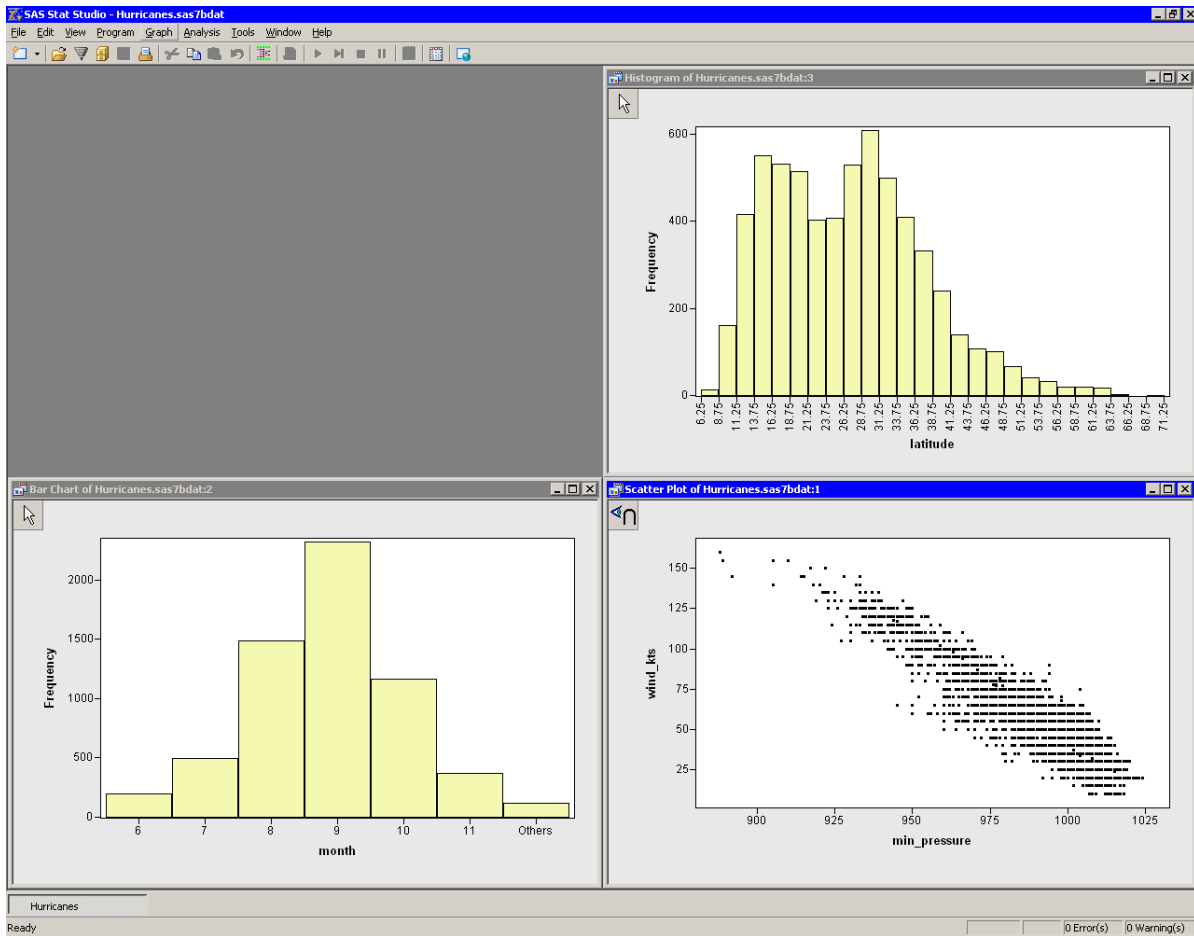 SAS Stat Studio - Hurricanes.sas7bdat
File Edit View Program Graph Analysis Tools Window Help
Histogram of Hurricanes.sas7bdat:3
600
400
200
0
Frequency
6.25 8.75 11.25 13.75 16.25 18.75 21.25 23.75 26.25 28.75 31.25 33.75 36.25 38.75 41.25 43.75 46.25 48.75 51.25 53.75 56.25 58.75 61.25 63.75 66.25 68.75 71.25
latitude
Bar Chart of Hurricanes.sas7bdat:2
2000
1500
1000
500
0
Frequency
6 7 8 9 10 11 Others
month
Scatter Plot of Hurricanes.sas7bdat:1
150
125
100
75
50
25
wind_kts
900 925 950 975 1000 1025
min_pressure
Hurricanes
Ready
0 Error(s) 0 Warning(s)